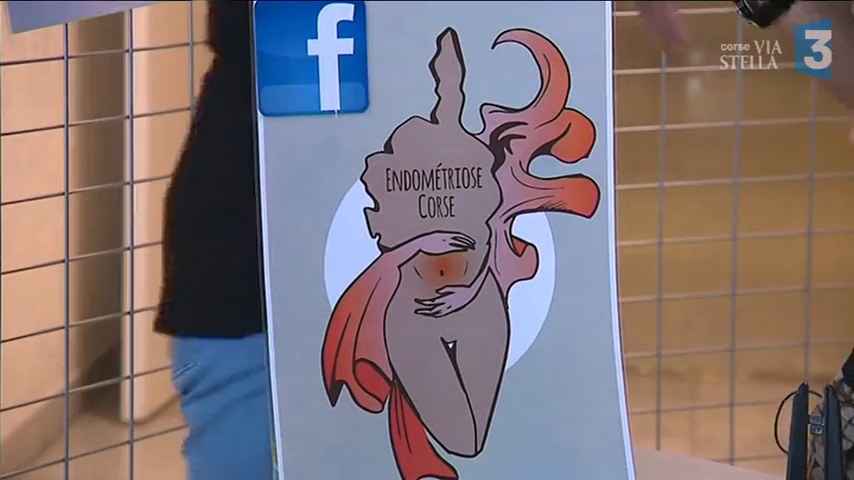 f
corse VIA
STELLA
3
ENDOMÉTRIOSE
CORSE